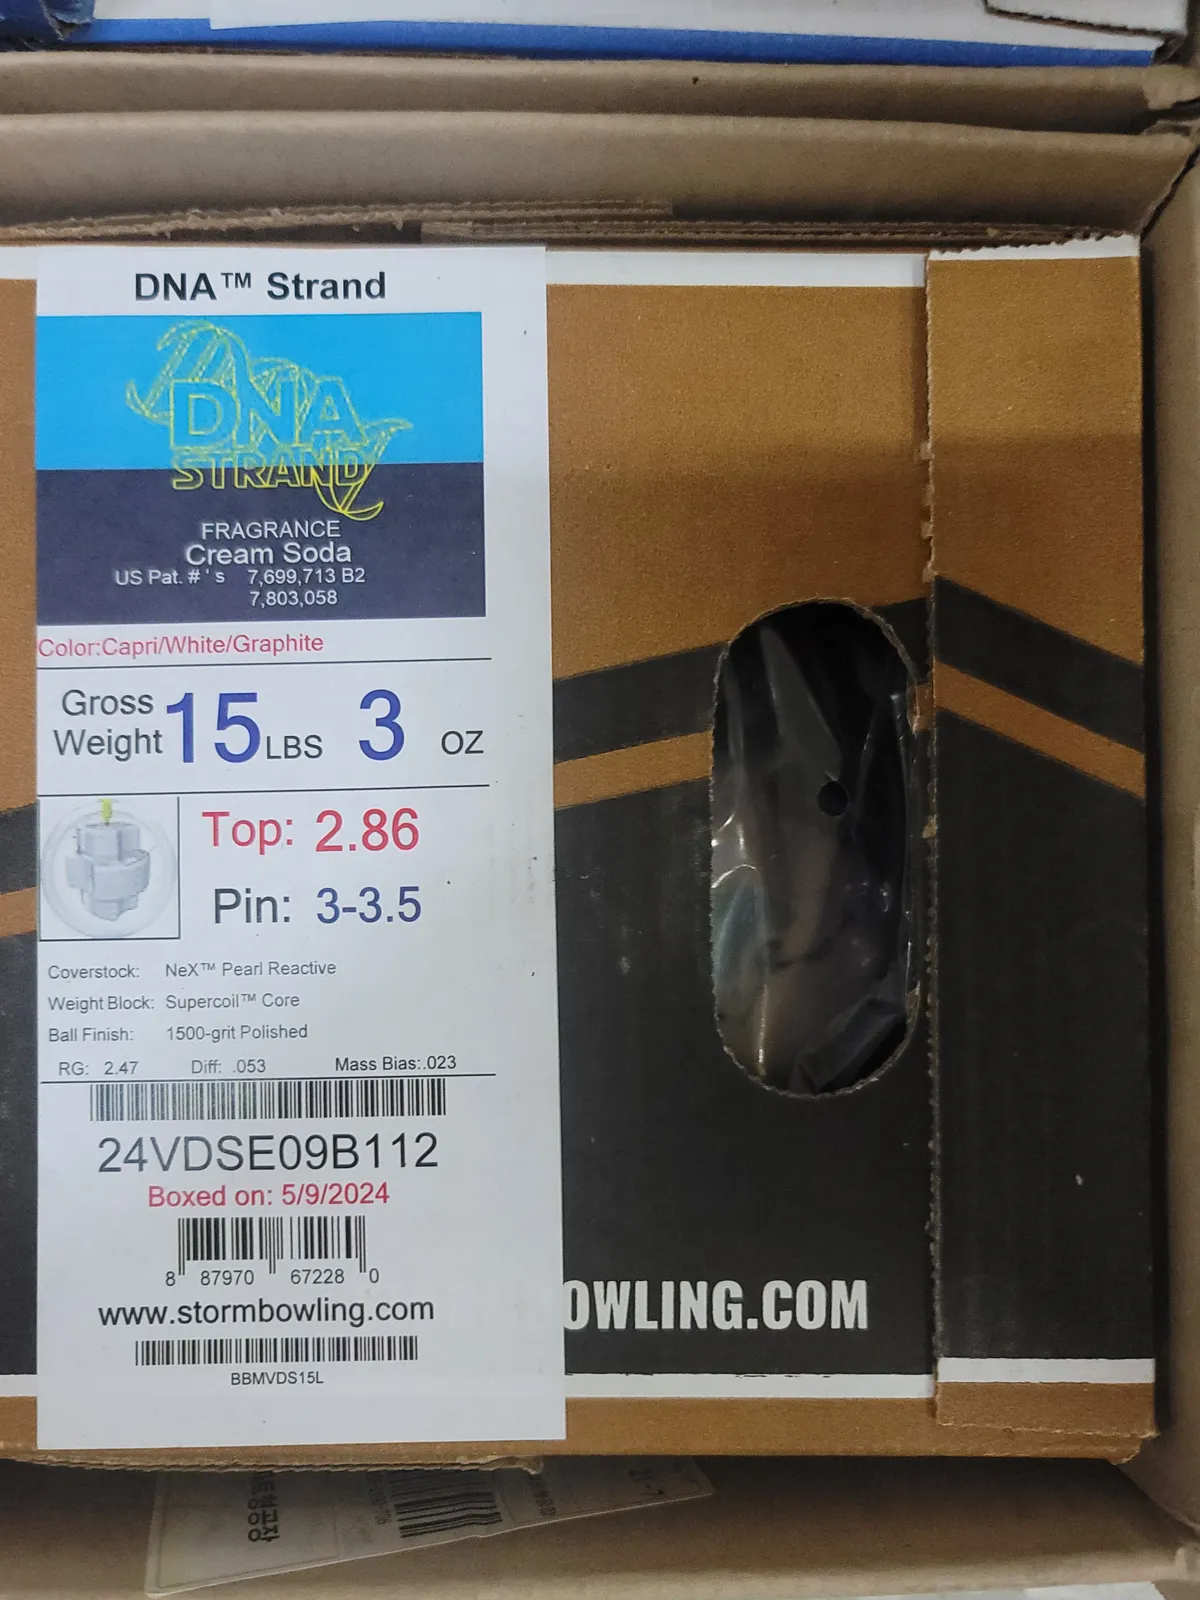 DNA™ Strand
DNA
STRAND
FRAGRANCE
Cream Soda
US Pat. # ' s 7,699,713 B2
7,803,058
Color:Capri/White/Graphite
Gross Weight 15 LBS 3 OZ
Top: 2.86
Pin: 3-3.5
Coverstock: NeX™ Pearl Reactive
Weight Block: Supercoil™ Core
Ball Finish: 1500-grit Polished
RG: 2.47 Diff: .053 Mass Bias:.023
24VDSE09B112
Boxed on: 5/9/2024
8 87970 67228 0
www.stormbowling.com
OWLING.COM
BBMVDS15L